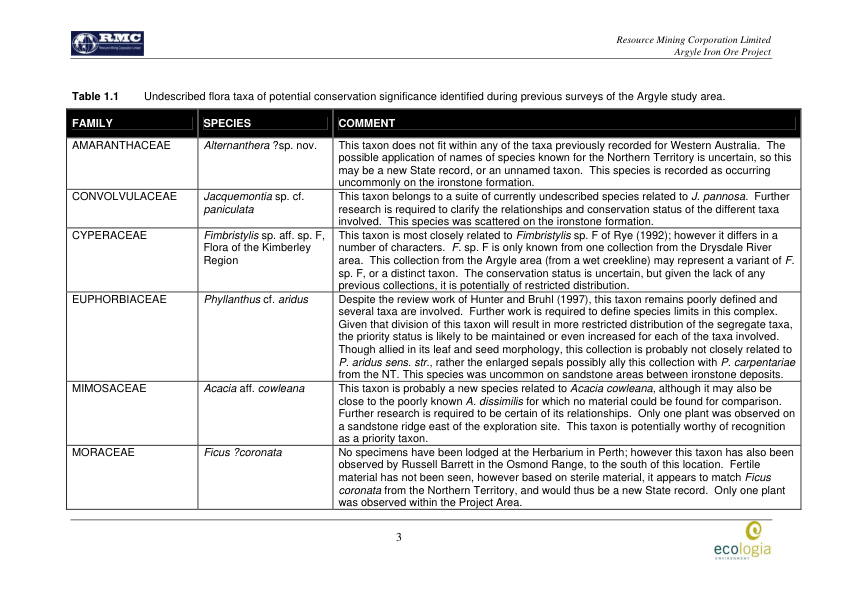 RMC
Resource Mining Corporation Limited
Resource Mining Corporation Limited
Argyle Iron Ore Project
Table 1.1 Undescribed flora taxa of potential conservation significance identified during previous surveys of the Argyle study area.
FAMILY SPECIES COMMENT
AMARANTHACEAE Alternanthera ?sp. nov. This taxon does not fit within any of the taxa previously recorded for Western Australia. The
possible application of names of species known for the Northern Territory is uncertain, so this
may be a new State record, or an unnamed taxon. This species is recorded as occurring
uncommonly on the ironstone formation.
CONVOLVULACEAE Jacquemontia sp. cf. This taxon belongs to a suite of currently undescribed species related to J. pannosa. Further
paniculata research is required to clarify the relationships and conservation status of the different taxa
involved. This species was scattered on the ironstone formation.
CYPERACEAE Fimbristylis sp. aff. sp. F, This taxon is most closely related to Fimbristylis sp. F of Rye (1992); however it differs in a
Flora of the Kimberley number of characters. F. sp. F is only known from one collection from the Drysdale River
Region area. This collection from the Argyle area (from a wet creekline) may represent a variant of F.
sp. F, or a distinct taxon. The conservation status is uncertain, but given the lack of any
previous collections, it is potentially of restricted distribution.
EUPHORBIACEAE Phyllanthus cf. aridus Despite the review work of Hunter and Bruhl (1997), this taxon remains poorly defined and
several taxa are involved. Further work is required to define species limits in this complex.
Given that division of this taxon will result in more restricted distribution of the segregate taxa,
the priority status is likely to be maintained or even increased for each of the taxa involved.
Though allied in its leaf and seed morphology, this collection is probably not closely related to
P. aridus sens. str., rather the enlarged sepals possibly ally this collection with P. carpentariae
from the NT. This species was uncommon on sandstone areas between ironstone deposits.
MIMOSACEAE Acacia aff. cowleana This taxon is probably a new species related to Acacia cowleana, although it may also be
close to the poorly known A. dissimilis for which no material could be found for comparison.
Further research is required to be certain of its relationships. Only one plant was observed on
a sandstone ridge east of the exploration site. This taxon is potentially worthy of recognition
as a priority taxon.
MORACEAE Ficus ?coronata No specimens have been lodged at the Herbarium in Perth; however this taxon has also been
observed by Russell Barrett in the Osmond Range, to the south of this location. Fertile
material has not been seen, however based on sterile material, it appears to match Ficus
coronata from the Northern Territory, and would thus be a new State record. Only one plant
was observed within the Project Area.
3
ecologia
ENVIRONMENT